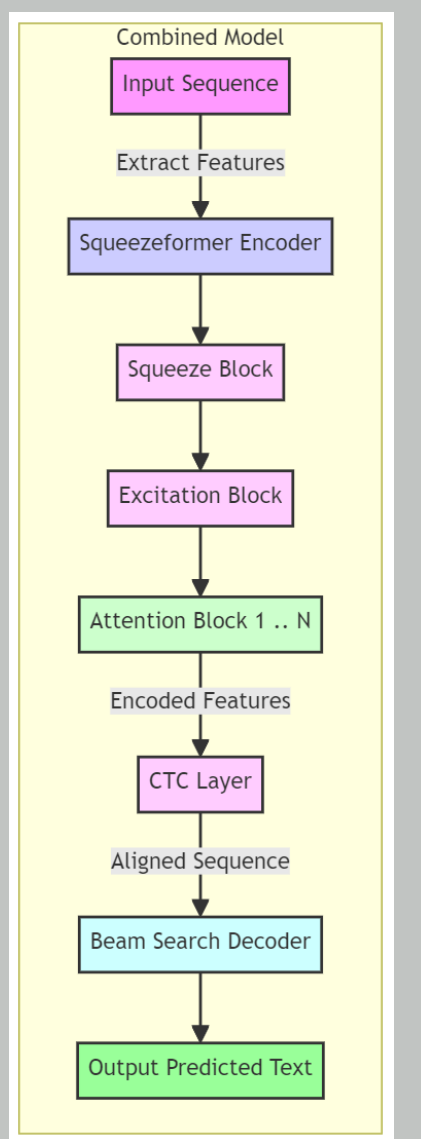 Combined Model
Input Sequence
Extract Features
Squeezeformer Encoder
Squeeze Block
Excitation Block
Attention Block 1 .. N
Encoded Features
CTC Layer
Aligned Sequence
Beam Search Decoder
Output Predicted Text